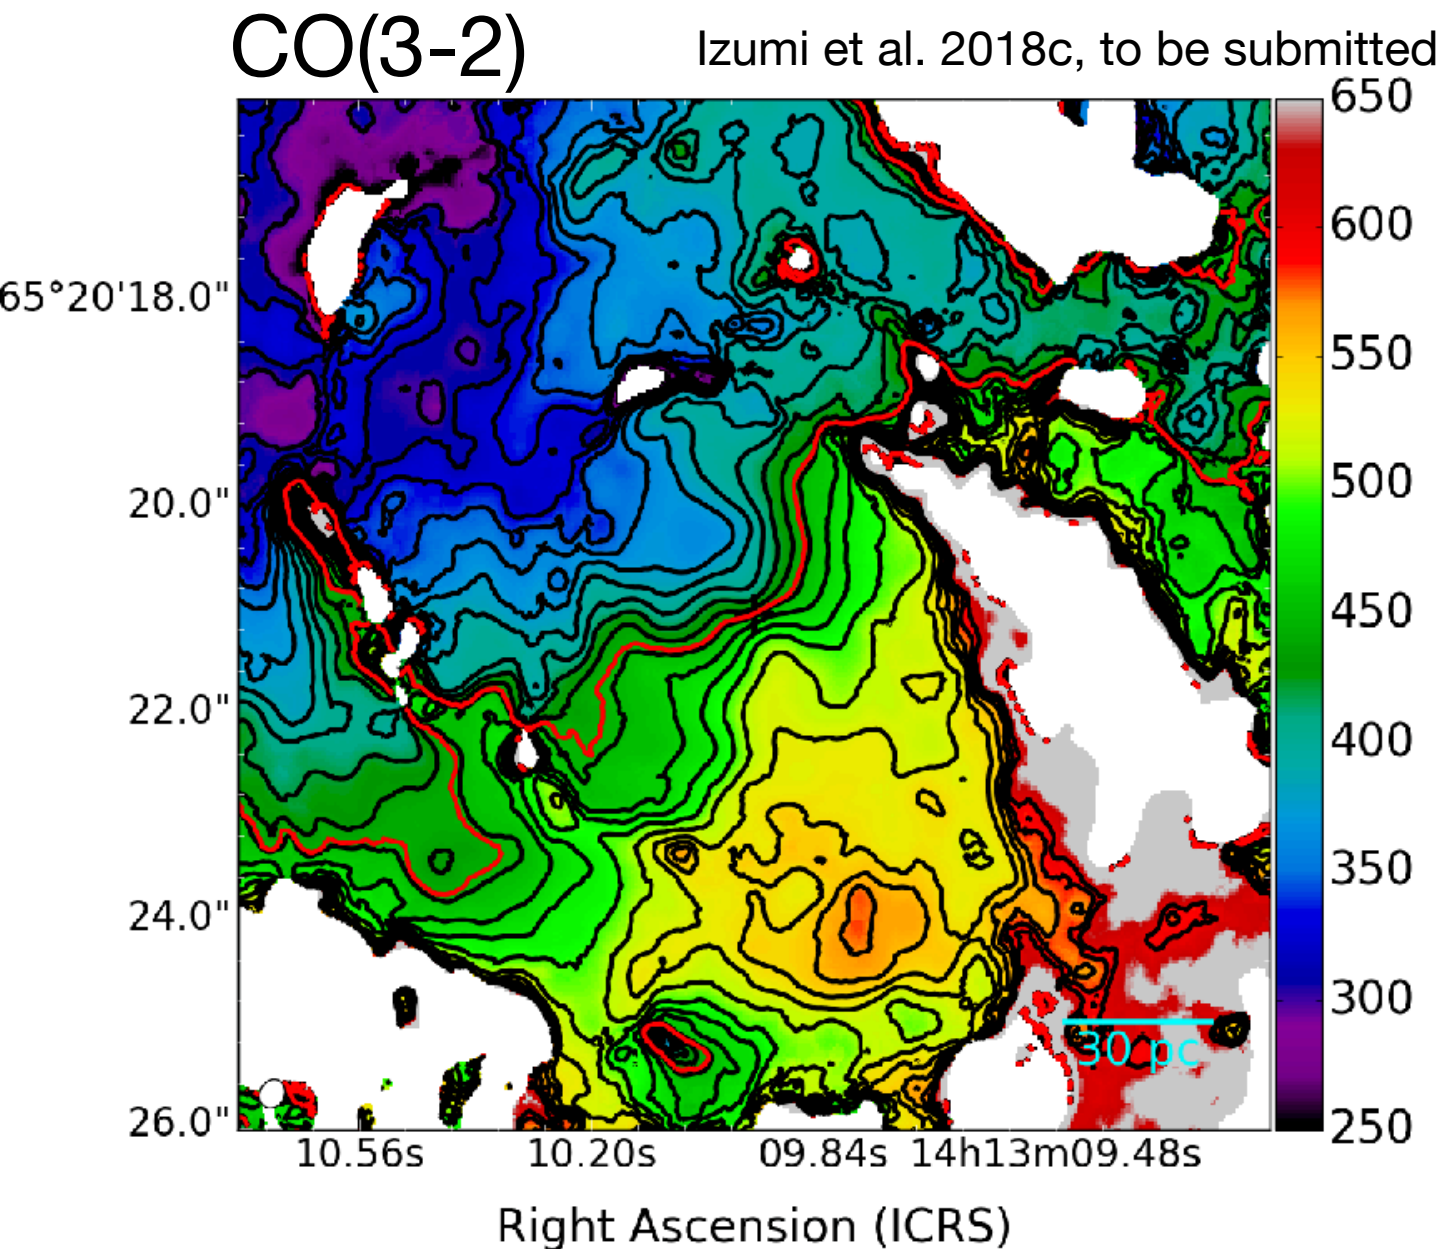 CO(3-2)
Izumi et al. 2018c, to be submitted
650
600
65°20'18.0"
550
20.0"
500
450
22.0"
400
350
24.0"
300
30 pc
26.0"
250
10.56s 10.20s 09.84s 14h13m09.48s
Right Ascension (ICRS)